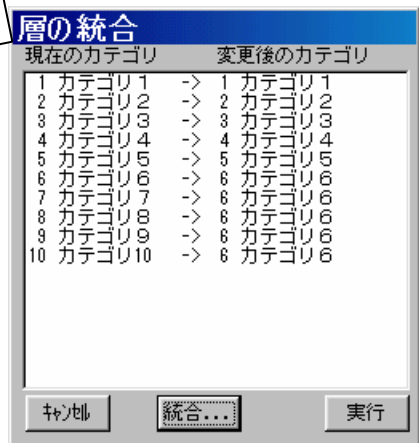 層の統合
現在のカテゴリ 変更後のカテゴリ
1 カテゴリ1 -> 1 カテゴリ1
2 カテゴリ2 -> 2 カテゴリ2
3 カテゴリ3 -> 3 カテゴリ3
4 カテゴリ4 -> 4 カテゴリ4
5 カテゴリ5 -> 5 カテゴリ5
6 カテゴリ6 -> 6 カテゴリ6
7 カテゴリ7 -> 6 カテゴリ6
8 カテゴリ8 -> 6 カテゴリ6
9 カテゴリ9 -> 6 カテゴリ6
10 カテゴリ10 -> 6 カテゴリ6
ｷｬﾝｾﾙ 統合... 実行